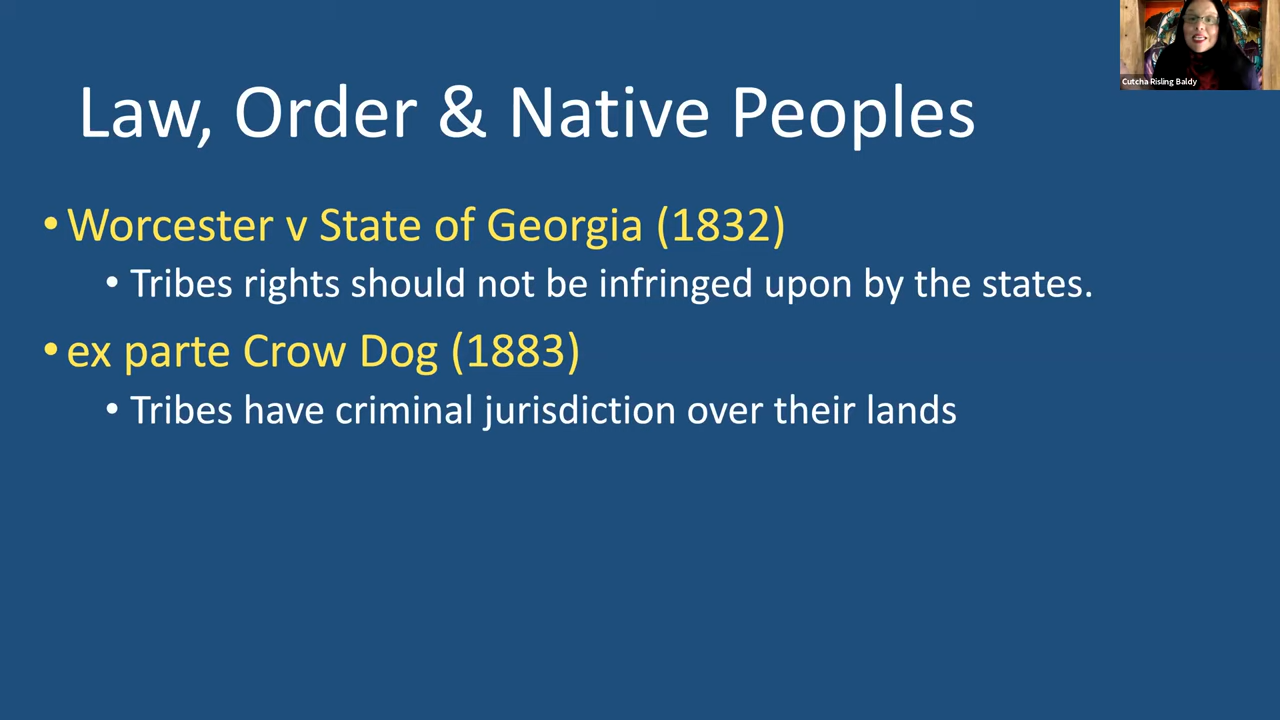 Cutcha Risling Baldy
Law, Order & Native Peoples
• Worcester v State of Georgia (1832)
• Tribes rights should not be infringed upon by the states.
• ex parte Crow Dog (1883)
• Tribes have criminal jurisdiction over their lands